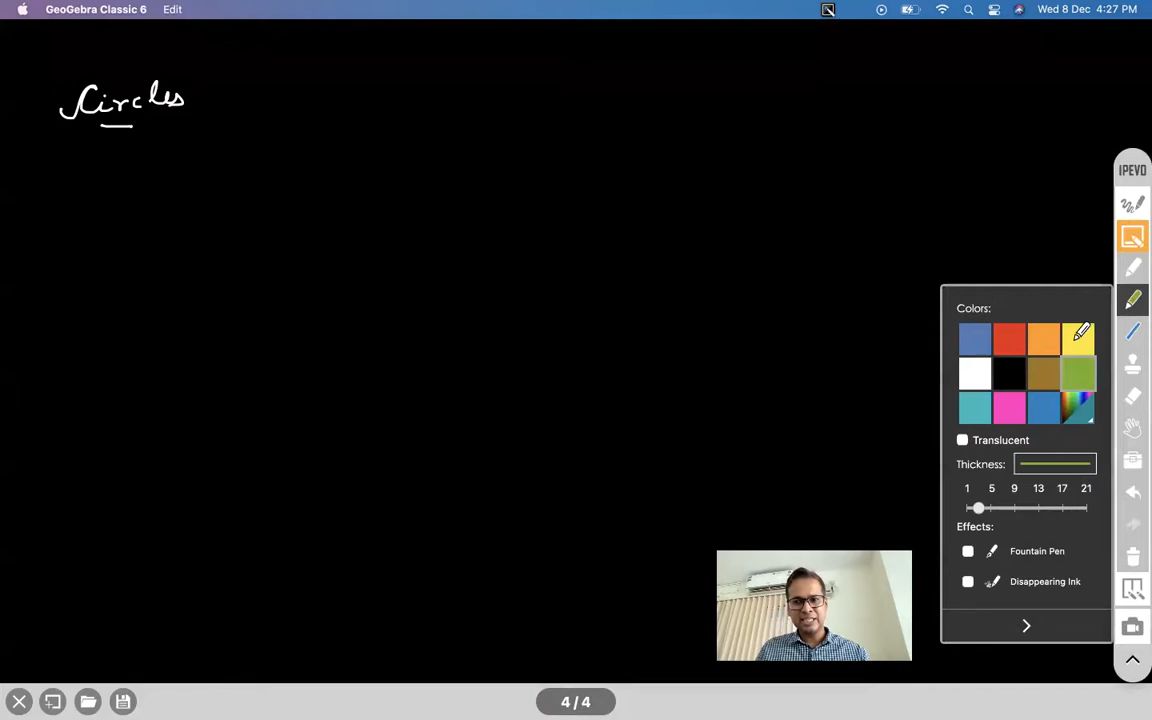 GeoGebra Classic 6 Edit Wed 8 Dec 4:27 PM
Circles
IPEVO
Colors:
Translucent
Thickness:
1 5 9 13 17 21
Effects:
Fountain Pen
Disappearing Ink
4/4